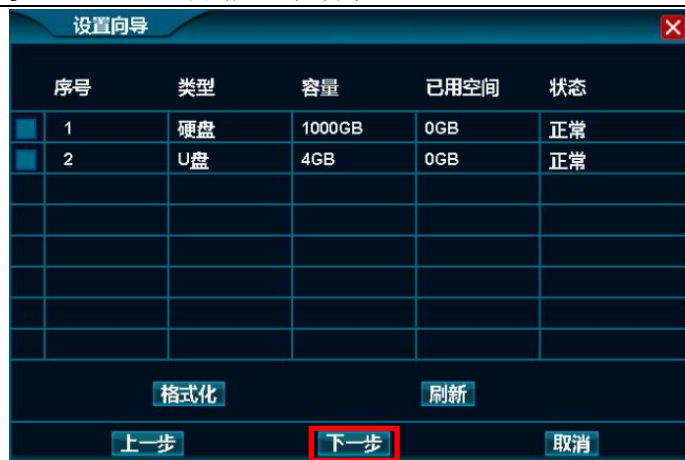 设置向导
序号 类型 容量 已用空间 状态
1 硬盘 1000GB 0GB 正常
2 U盘 4GB 0GB 正常
格式化 刷新
上一步 下一步 取消